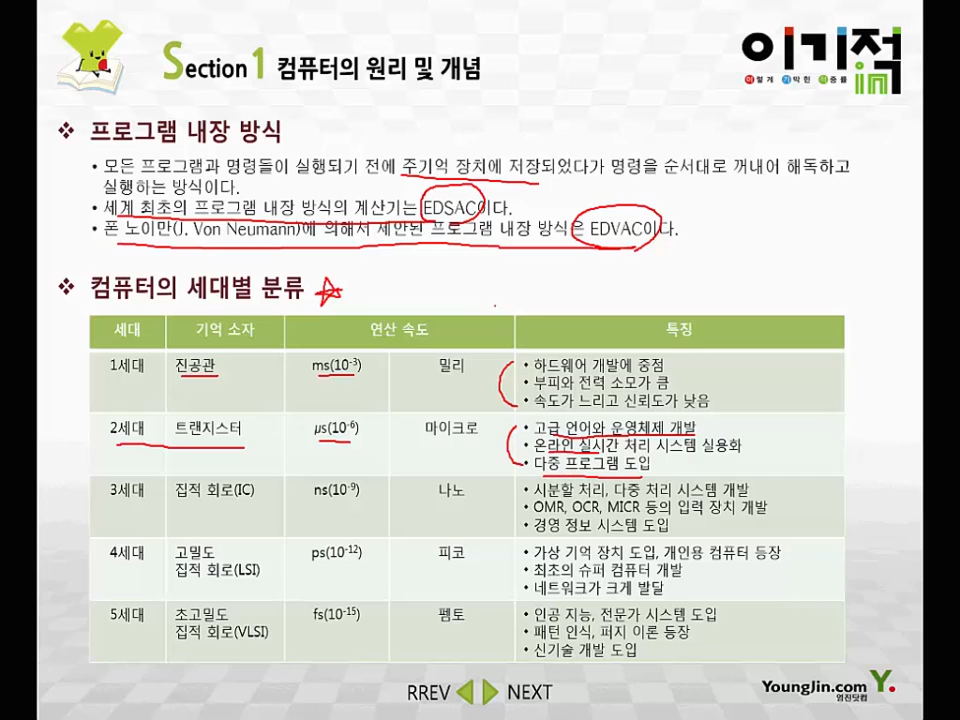 Section 1 컴퓨터의 원리 및 개념
이기적in
이렇게 기막힌 적중률
❖ 프로그램 내장 방식
• 모든 프로그램과 명령들이 실행되기 전에 주기억 장치에 저장되었다가 명령을 순서대로 꺼내어 해독하고
실행하는 방식이다.
• 세계 최초의 프로그램 내장 방식의 계산기는 EDSAC이다.
• 폰 노이만(J. Von Neumann)에 의해서 제안된 프로그램 내장 방식은 EDVAC이다.
❖ 컴퓨터의 세대별 분류
세대 기억 소자 연산 속도 특징
1세대 진공관 ms(10-3) 밀리 • 하드웨어 개발에 중점
• 부피와 전력 소모가 큼
• 속도가 느리고 신뢰도가 낮음
2세대 트랜지스터 μs(10-6) 마이크로 • 고급 언어와 운영체제 개발
• 온라인 실시간 처리 시스템 실용화
• 다중 프로그램 도입
3세대 집적 회로(IC) ns(10-9) 나노 • 시분할 처리, 다중 처리 시스템 개발
• OMR, OCR, MICR 등의 입력 장치 개발
• 경영 정보 시스템 도입
4세대 고밀도 집적 회로(LSI) ps(10-12) 피코 • 가상 기억 장치 도입, 개인용 컴퓨터 등장
• 최초의 슈퍼 컴퓨터 개발
• 네트워크가 크게 발달
5세대 초고밀도 집적 회로(VLSI) fs(10-15) 펨토 • 인공 지능, 전문가 시스템 도입
• 패턴 인식, 퍼지 이론 등장
• 신기술 개발 도입
RREV NEXT
YoungJin.com Y.
영진닷컴